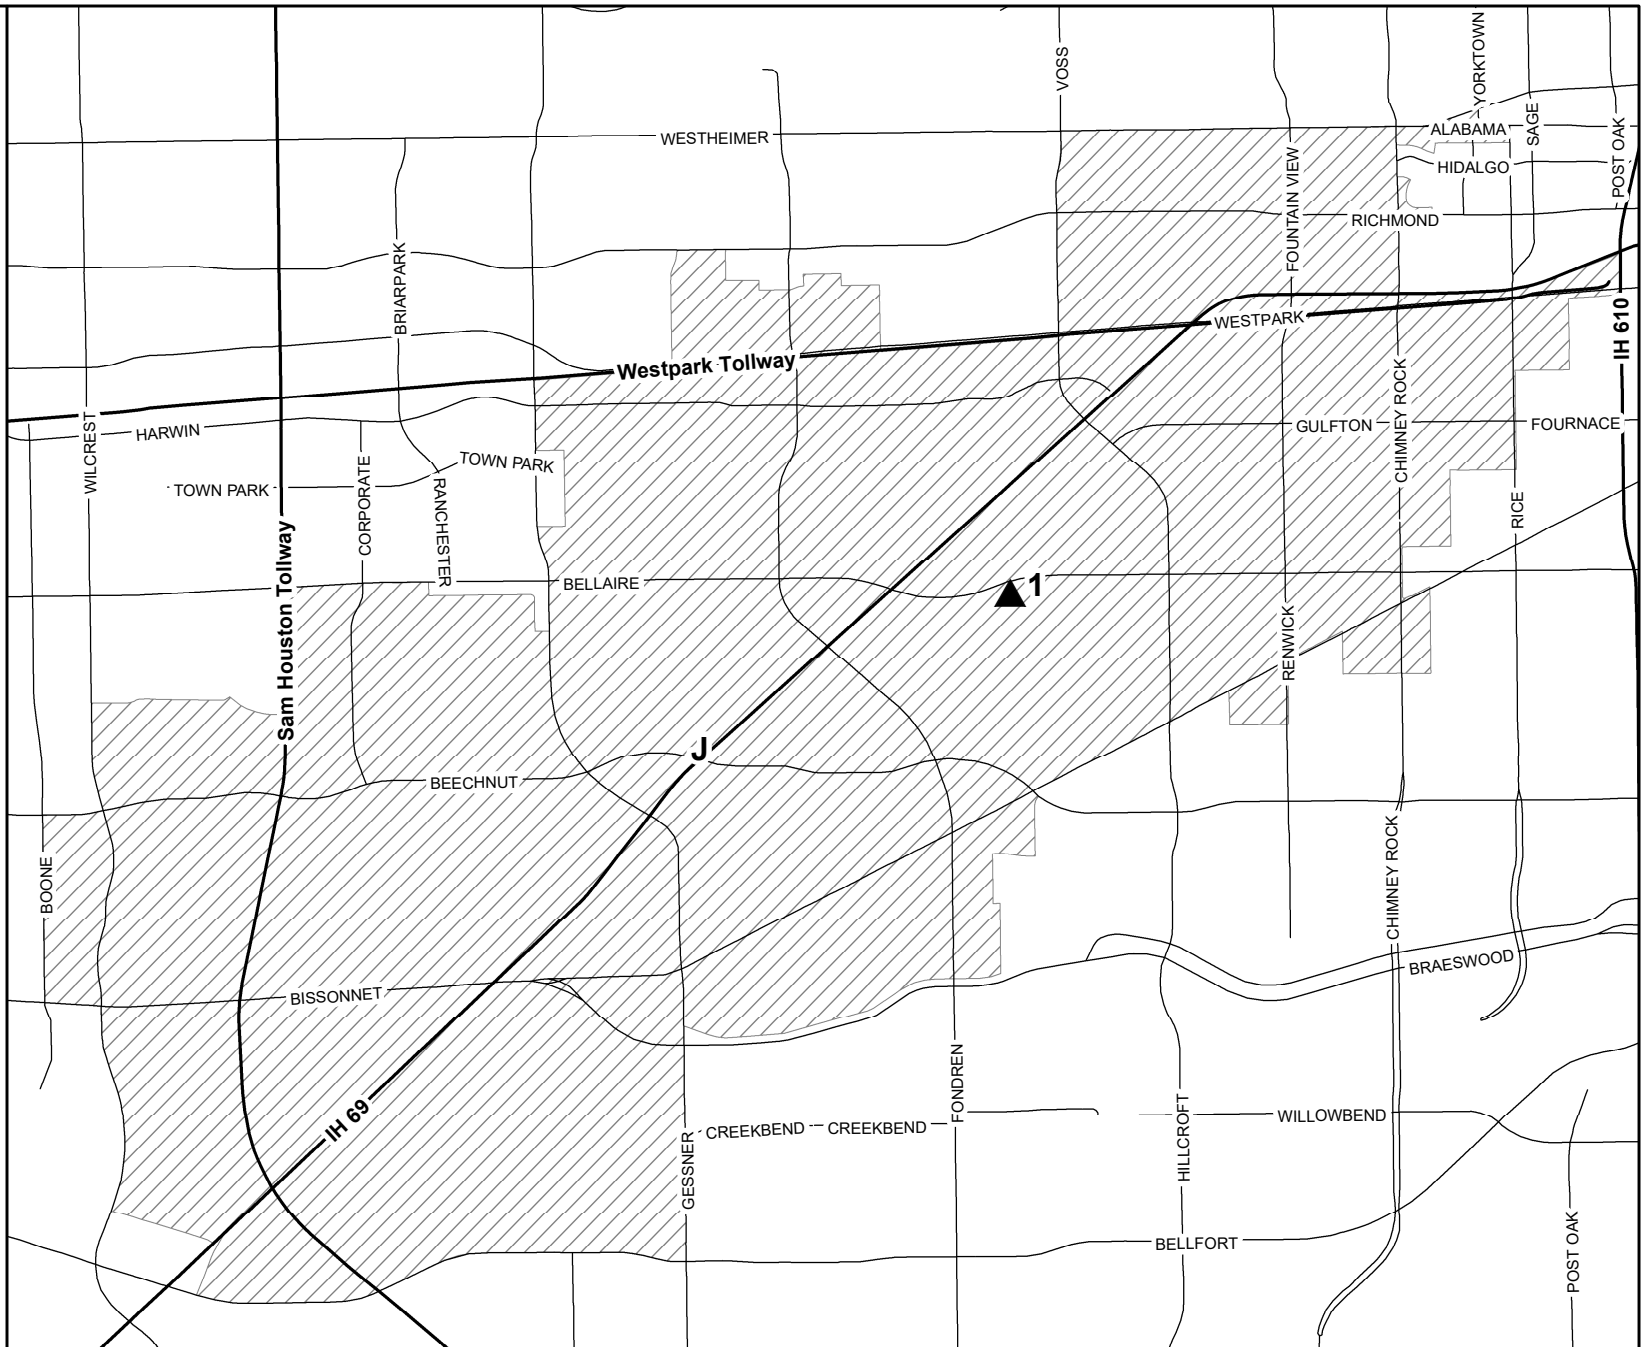 YORKTOWN
VOSS
SAGE
POST OAK
ALABAMA
WESTHEIMER
HIDALGO
FOUNTAIN VIEW
RICHMOND
BRIARPARK
WESTPARK
IH 610
Westpark Tollway
CHIMNEY ROCK
WILCREST
HARWIN
GULFTON
FOURNACE
TOWN PARK
TOWN PARK
CORPORATE
RANCHESTER
RICE
Sam Houston Tollway
BELLAIRE
1
RENWICK
J
BEECHNUT
BOONE
CHIMNEY ROCK
BRAESWOOD
BISSONNET
IH 69
FONDREN
HILLCROFT
WILLOWBEND
CREEKBEND
CREEKBEND
GESSNER
BELLFORT
POST OAK